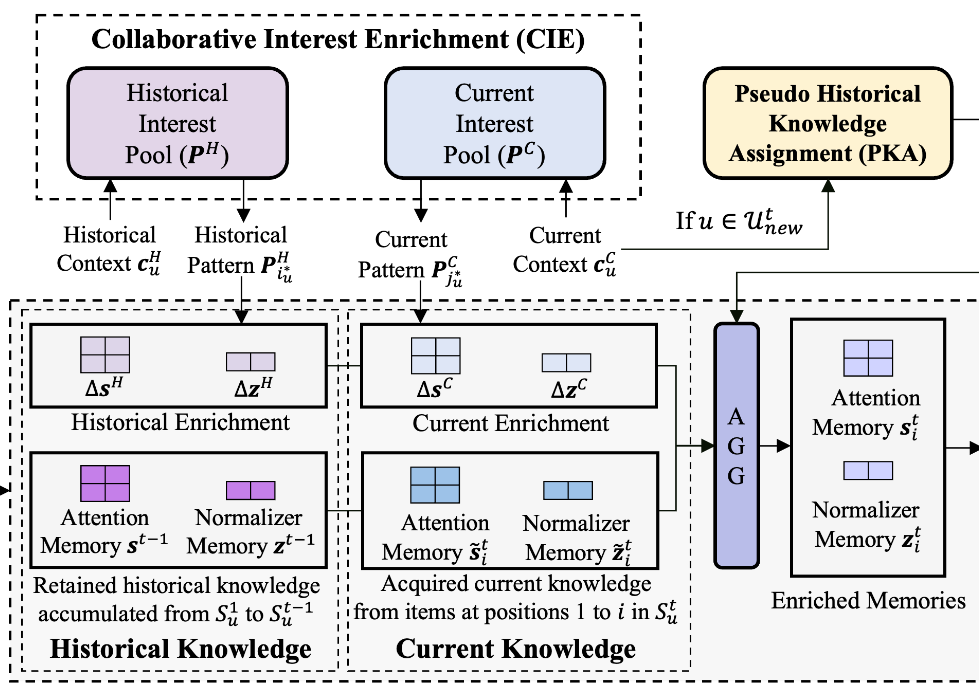 Collaborative Interest Enrichment (CIE)
Historical
Interest
Pool (𝑷^H)
Current
Interest
Pool (𝑷^C)
Pseudo Historical
Knowledge
Assignment (PKA)
Historical
Context 𝒄_u^H
Historical
Pattern 𝑷_{i_u^*}^H
Current
Pattern 𝑷_{j_u^*}^C
Current
Context 𝒄_u^C
If u ∈ 𝒰_{new}^t
Δ𝒔^H
Δ𝒛^H
Historical Enrichment
Δ𝒔^C
Δ𝒛^C
Current Enrichment
Attention
Memory 𝒔^{t−1}
Normalizer
Memory 𝒛^{t−1}
Retained historical knowledge
accumulated from S_u^1 to S_u^{t−1}
Historical Knowledge
Attention
Memory 𝒔̃_i^t
Normalizer
Memory 𝒛̃_i^t
Acquired current knowledge
from items at positions 1 to i in S_u^t
Current Knowledge
A
G
G
Attention
Memory 𝒔_i^t
Normalizer
Memory 𝒛_i^t
Enriched Memories